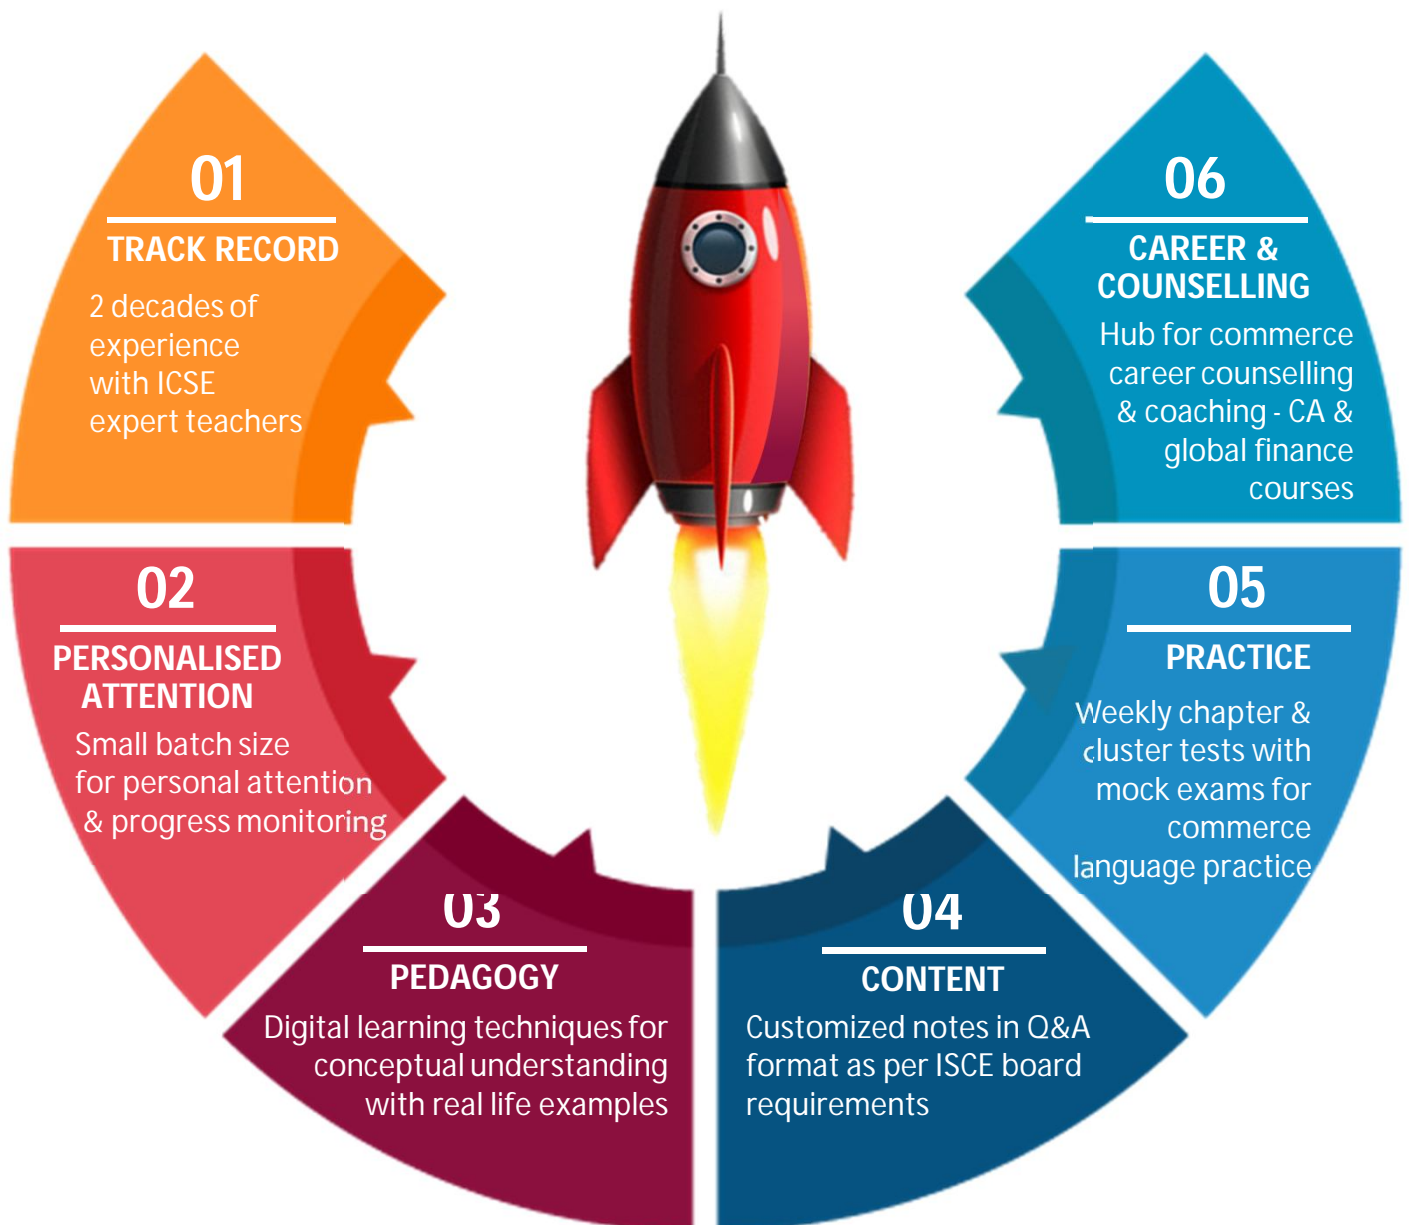 01
TRACK RECORD
2 decades of
experience
with ICSE
expert teachers
02
PERSONALISED
ATTENTION
Small batch size
for personal attention
& progress monitoring
03
PEDAGOGY
Digital learning techniques for
conceptual understanding
with real life examples
04
CONTENT
Customized notes in Q&A
format as per ISCE board
requirements
05
PRACTICE
Weekly chapter &
cluster tests with
mock exams for
commerce
language practice
06
CAREER &
COUNSELLING
Hub for commerce
career counselling
& coaching - CA &
global finance
courses